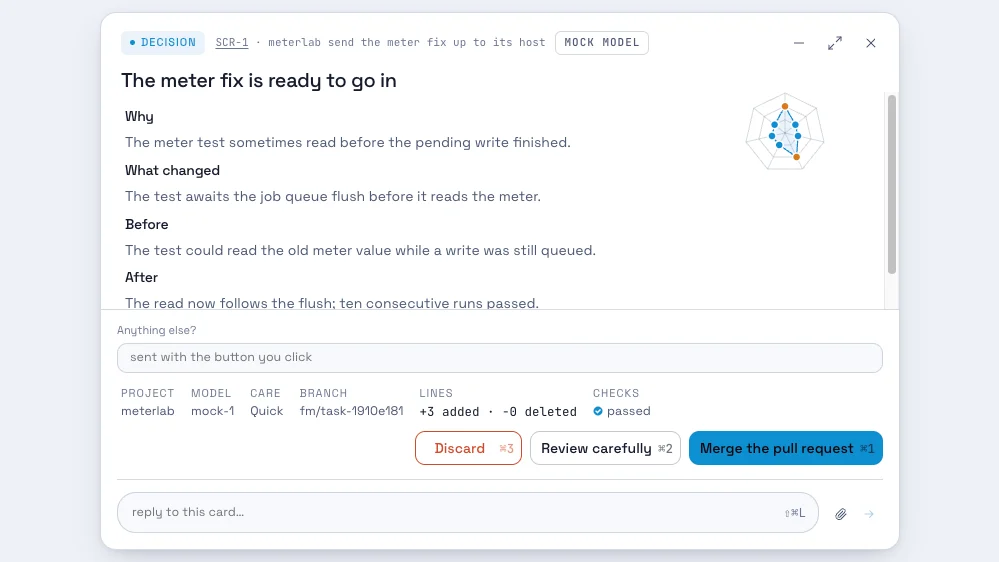 DECISION SCR-1 · meterlab send the meter fix up to its host MOCK MODEL
The meter fix is ready to go in
Why
The meter test sometimes read before the pending write finished.
What changed
The test awaits the job queue flush before it reads the meter.
Before
The test could read the old meter value while a write was still queued.
After
The read now follows the flush; ten consecutive runs passed.
Anything else?
sent with the button you click
PROJECT MODEL CARE BRANCH LINES CHECKS
meterlab mock-1 Quick fm/task-1910e181 +3 added · -0 deleted passed
Discard ⌘3 Review carefully ⌘2 Merge the pull request ⌘1
reply to this card… ⇧⌘L